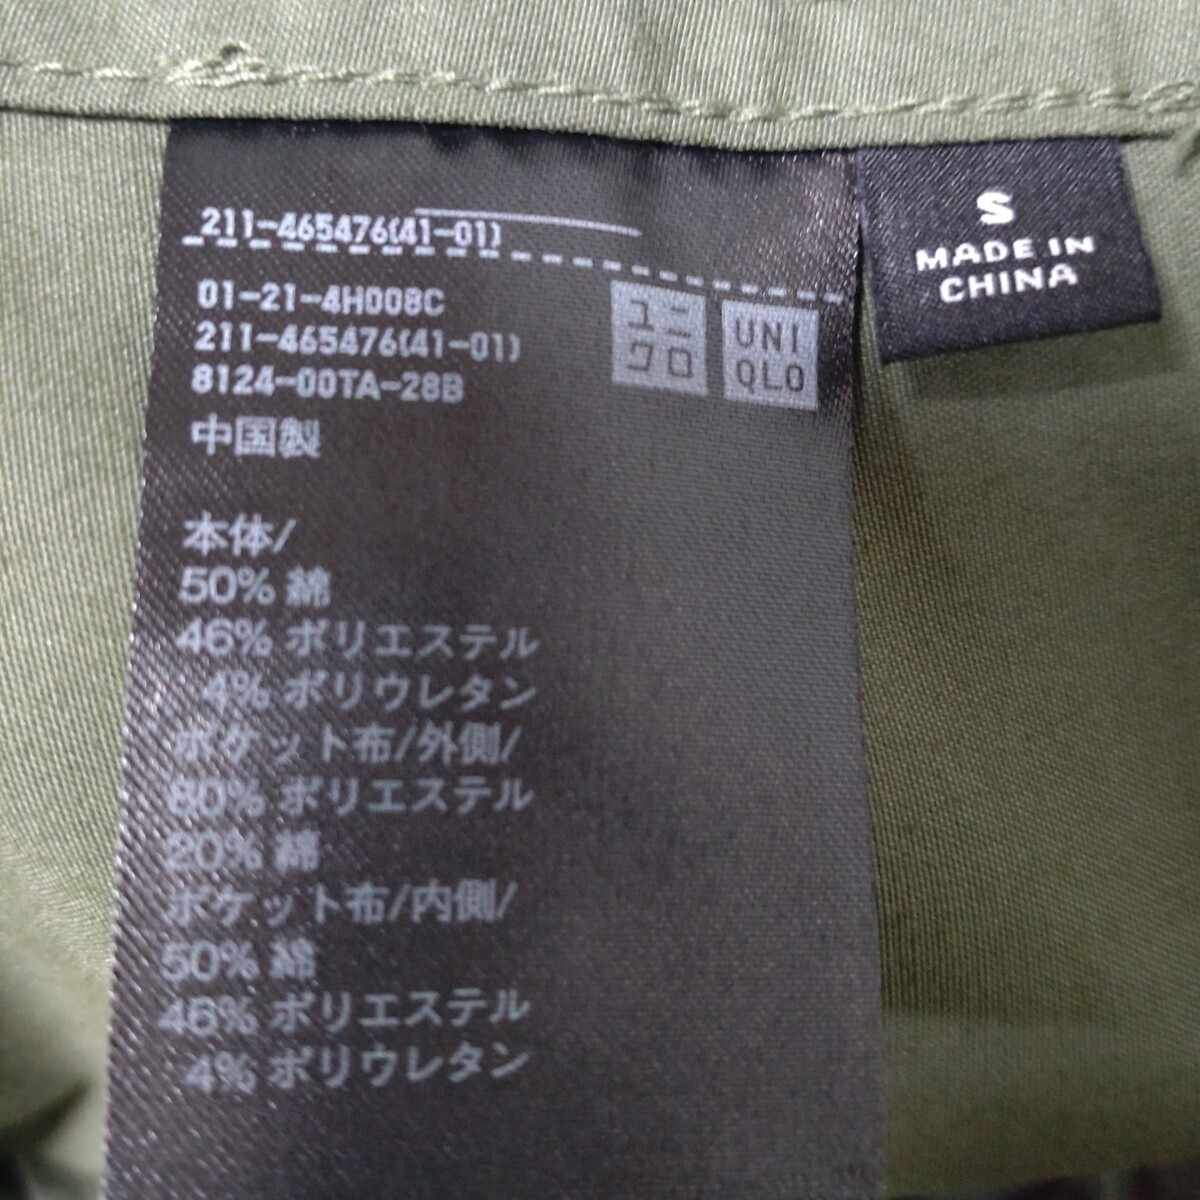 211-465476(41-01)
01-21-4H008C
211-465476(41-01)
8124-00TA-28B
中国製
ユニ
クロ
UNI
QLO
S
MADE IN
CHINA
本体/
50% 綿
46% ポリエステル
4% ポリウレタン
ポケット布/外側/
80% ポリエステル
20% 綿
ポケット布/内側/
50% 綿
46% ポリエステル
4% ポリウレタン